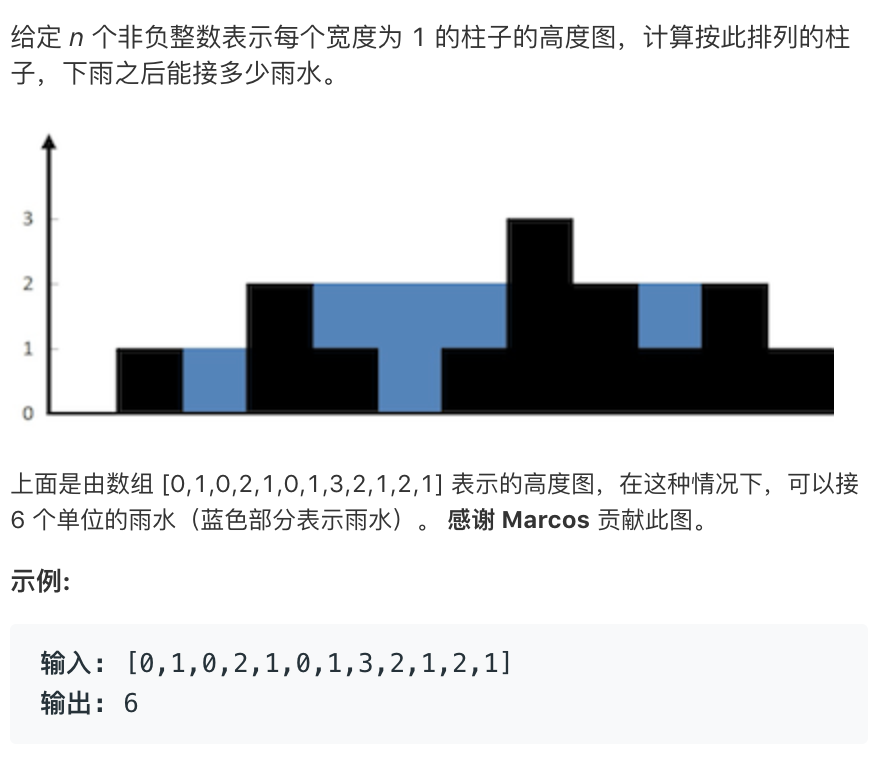 给定 n 个非负整数表示每个宽度为 1 的柱子的高度图，计算按此排列的柱
子，下雨之后能接多少雨水。
3
2
1
0
上面是由数组 [0,1,0,2,1,0,1,3,2,1,2,1] 表示的高度图，在这种情况下，可以接
6 个单位的雨水（蓝色部分表示雨水）。 感谢 Marcos 贡献此图。
示例:
输入: [0,1,0,2,1,0,1,3,2,1,2,1]
输出: 6